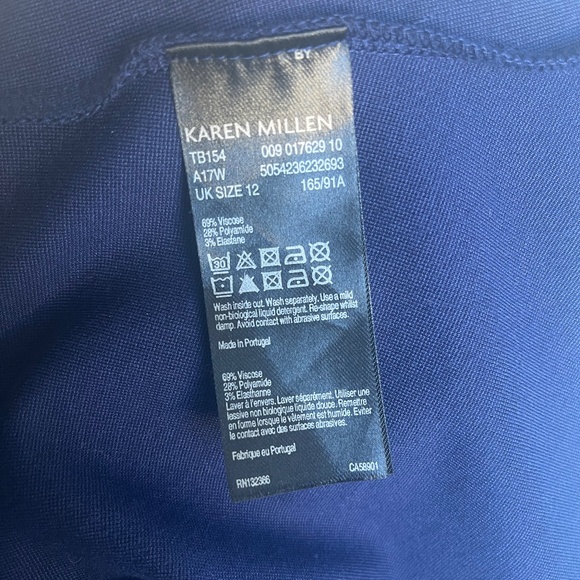 BY
KAREN MILLEN
TB154 009 017629 10
A17W 5054236232693
UK SIZE 12 165/91A
69% Viscose
28% Polyamide
3% Elastane
30
Wash inside out. Wash separately. Use a mild
non-biological liquid detergent. Re-shape whilst
damp. Avoid contact with abrasive surfaces.
Made in Portugal
69% Viscose
28% Polyamide
3% Elasthanne
Laver à l'envers. Laver séparément. Utiliser une
lessive non biologique liquide douce. Remettre
en forme lorsque le vêtement est humide. Eviter
le contact avec des surfaces abrasives.
Fabrique eu Portugal
RN132366 CA58901